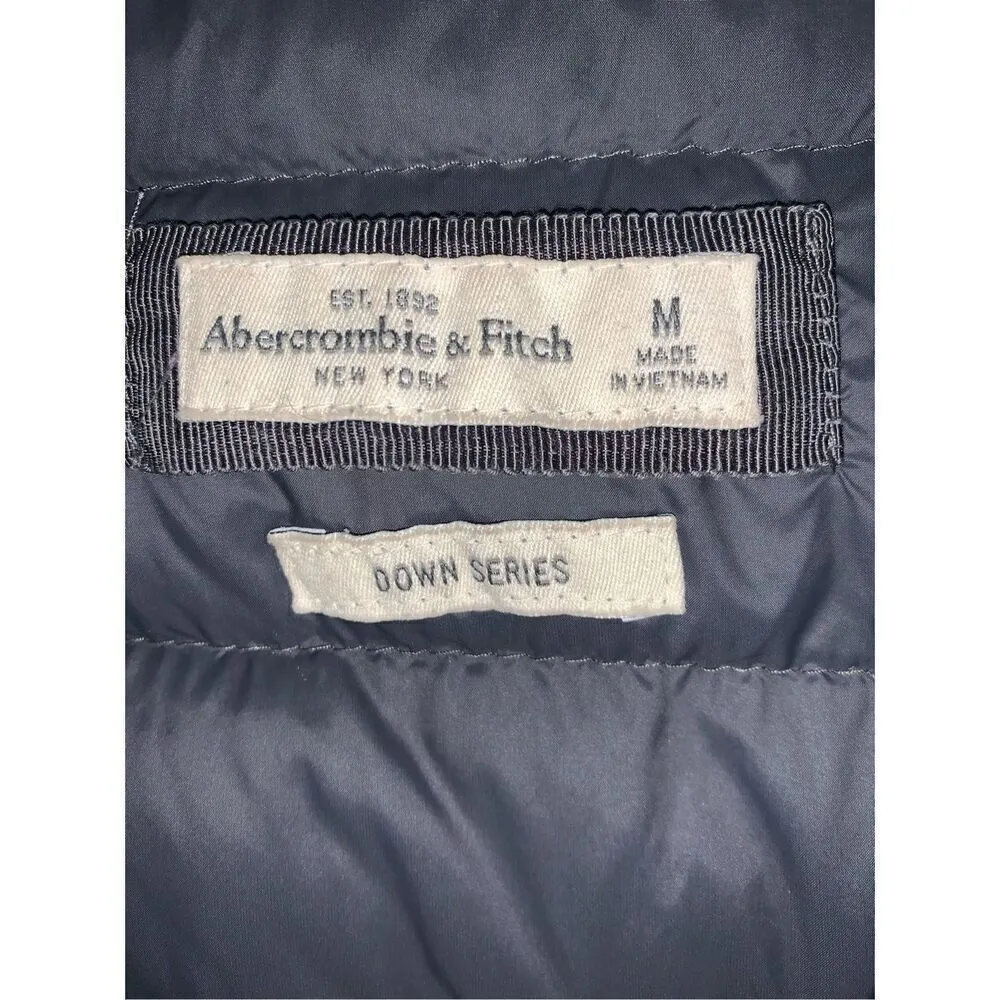 EST. 1892
Abercrombie & Fitch
NEW YORK
M
MADE
IN VIETNAM
DOWN SERIES